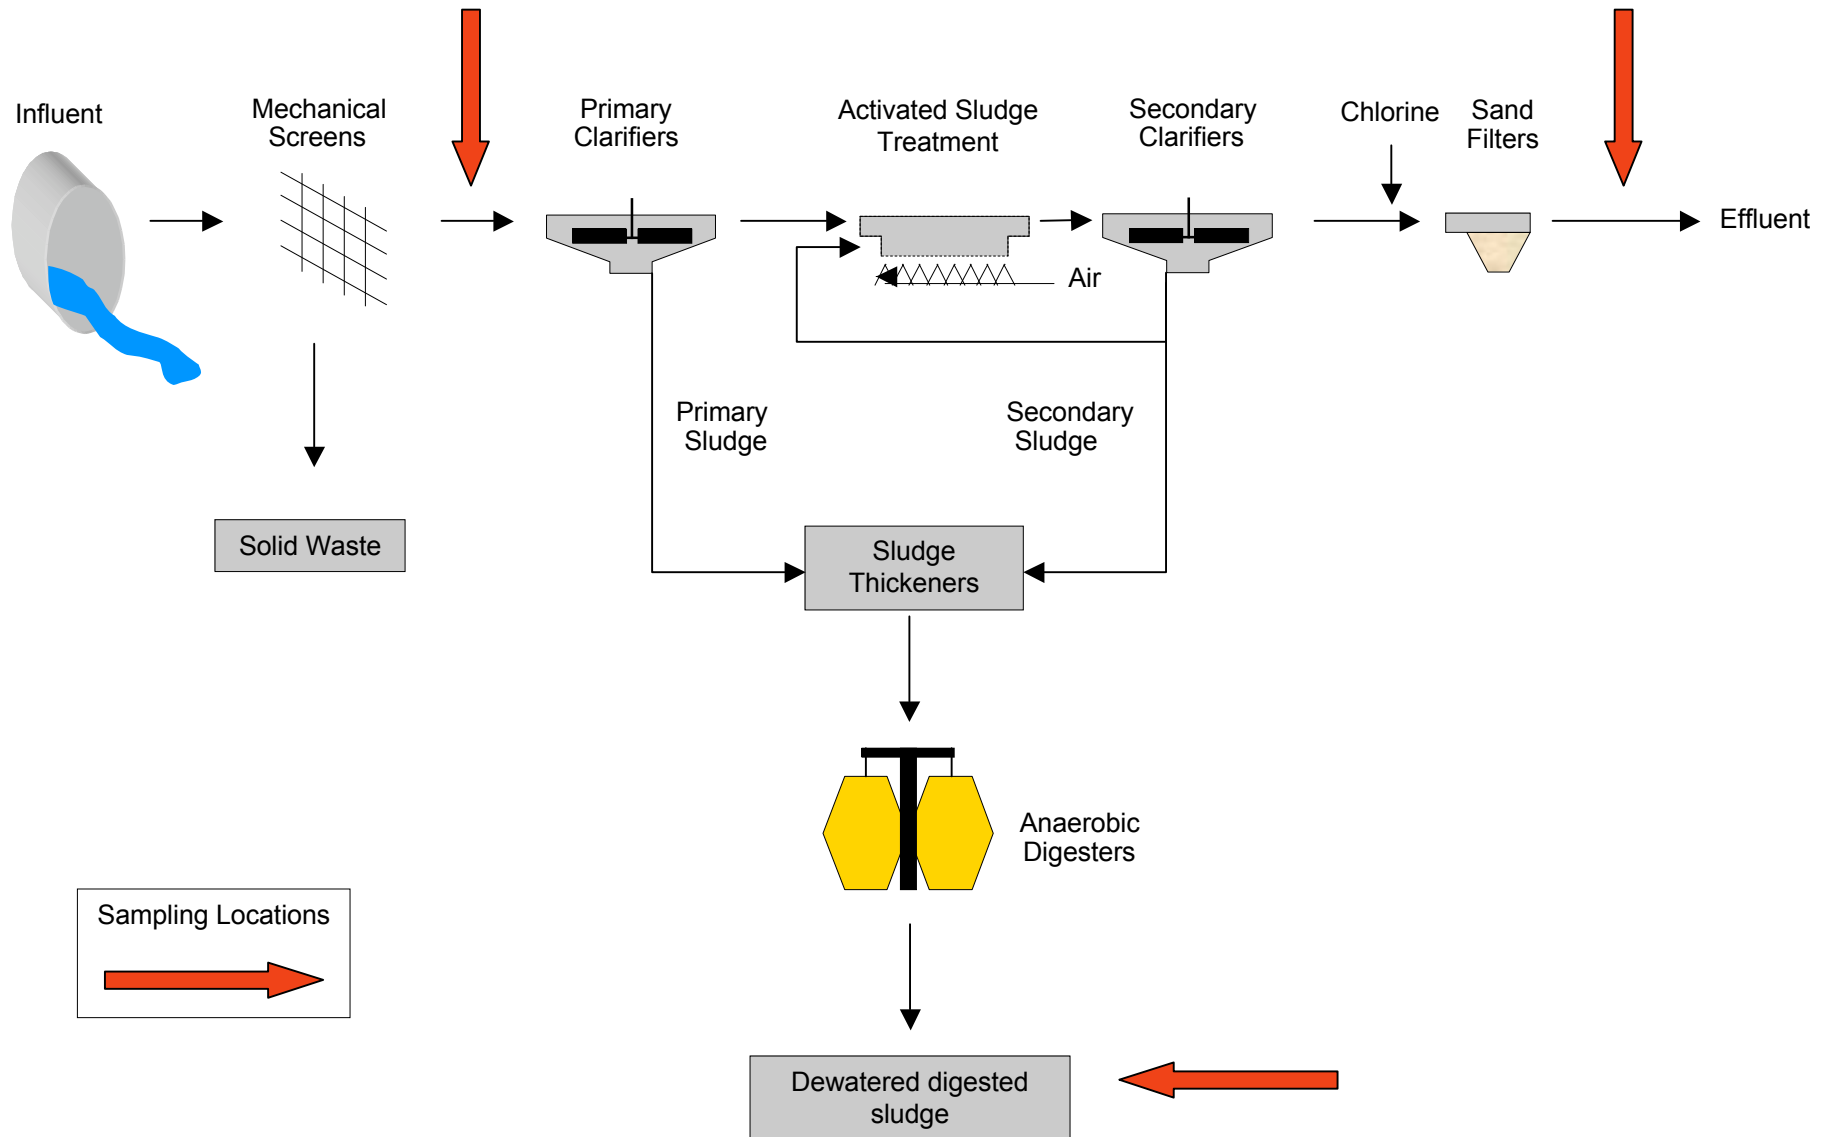 Influent
Mechanical
Screens
Primary
Clarifiers
Activated Sludge
Treatment
Secondary
Clarifiers
Chlorine
Sand
Filters
Effluent
Air
Primary
Sludge
Secondary
Sludge
Solid Waste
Sludge
Thickeners
Anaerobic
Digesters
Sampling Locations
Dewatered digested
sludge